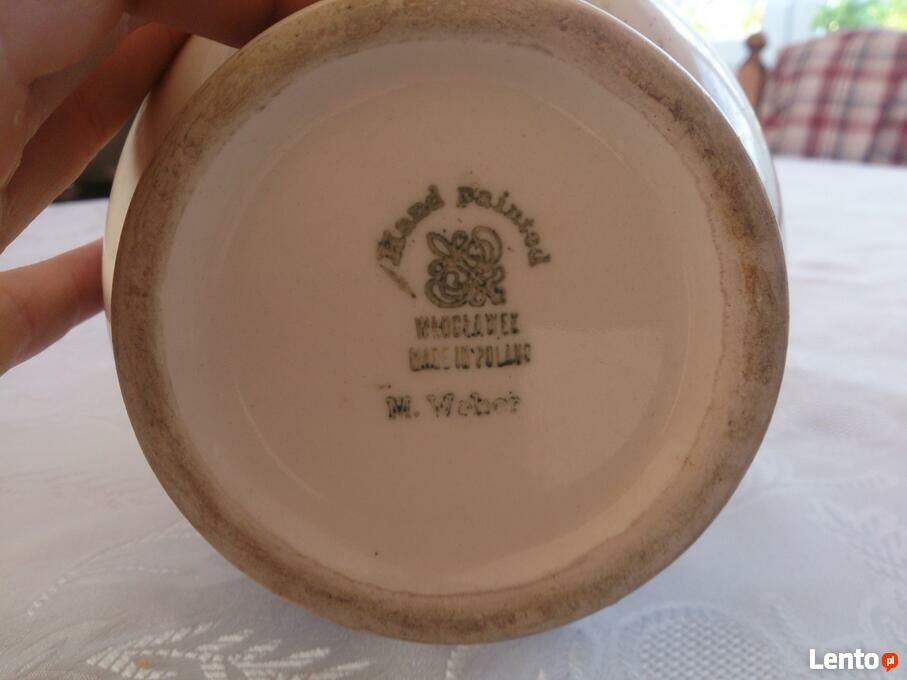 Hand Painted
WŁOCŁAWEK
MADE IN POLAND
M. Weber
Lento.pl